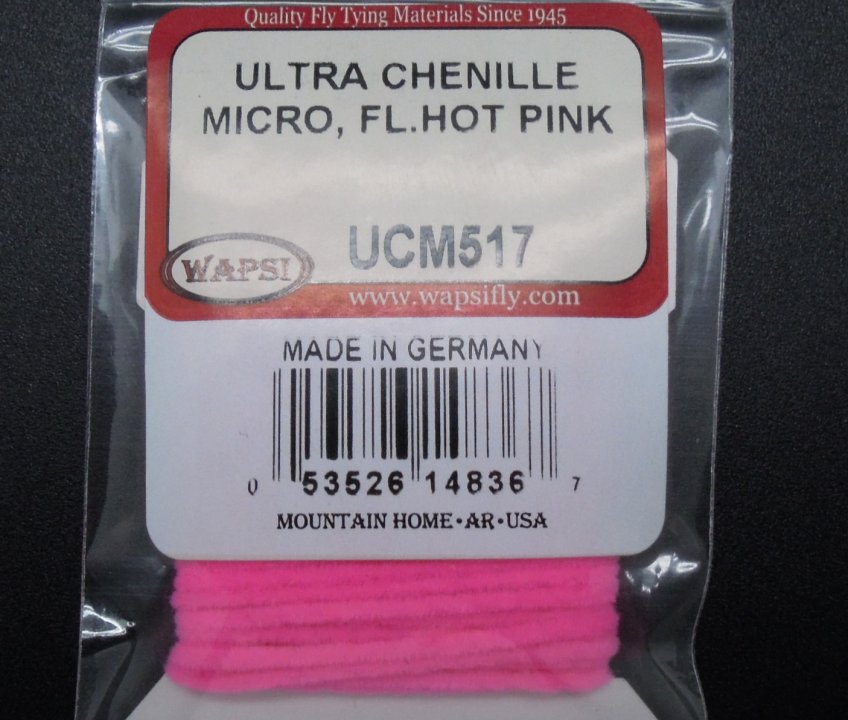 Quality Fly Tying Materials Since 1945
ULTRA CHENILLE
MICRO, FL.HOT PINK
UCM517
WAPSI
www.wapsifly.com
MADE IN GERMANY
0 53526 14836 7
MOUNTAIN HOME•AR•USA